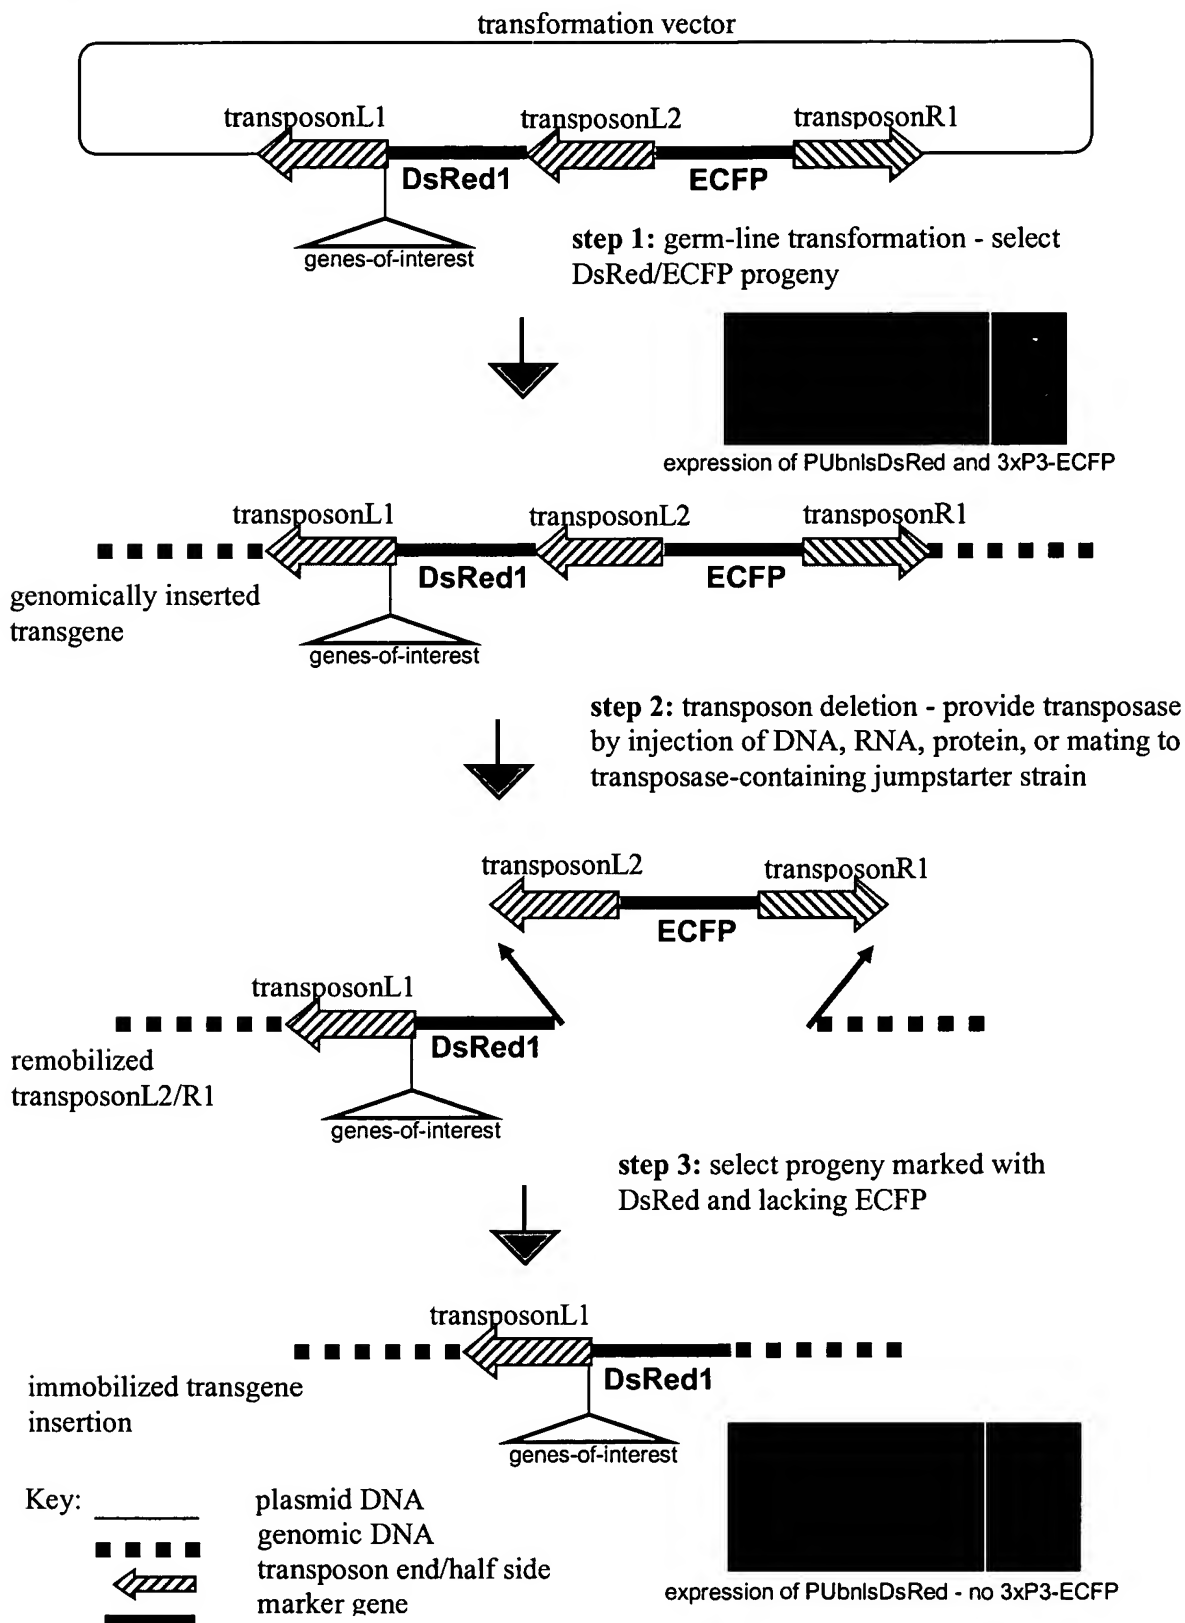 transformation vector
transposonL1
transposonL2
transposonR1
DsRed1
ECFP
genes-of-interest
step 1: germ-line transformation - select
DsRed/ECFP progeny
expression of PUbnlsDsRed and 3xP3-ECFP
transposonL1
transposonL2
transposonR1
DsRed1
ECFP
genomically inserted
transgene
genes-of-interest
step 2: transposon deletion - provide transposase
by injection of DNA, RNA, protein, or mating to
transposase-containing jumpstarter strain
transposonL2
transposonR1
ECFP
transposonL1
DsRed1
remobilized
transposonL2/R1
genes-of-interest
step 3: select progeny marked with
DsRed and lacking ECFP
transposonL1
DsRed1
immobilized transgene
insertion
genes-of-interest
Key:
plasmid DNA
genomic DNA
transposon end/half side
marker gene
expression of PUbnlsDsRed - no 3xP3-ECFP